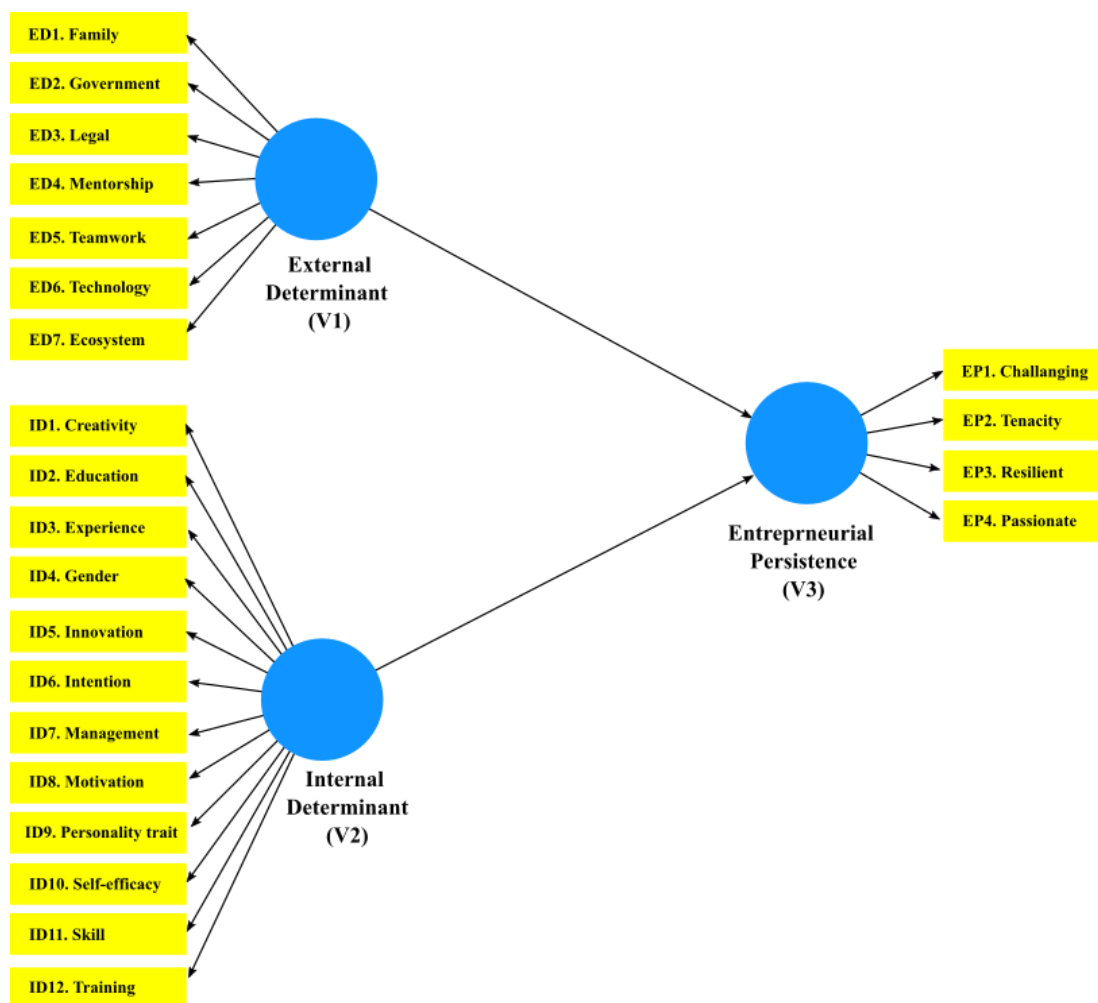 ED1. Family
ED2. Government
ED3. Legal
ED4. Mentorship
ED5. Teamwork
ED6. Technology
ED7. Ecosystem
External
Determinant
(V1)
ID1. Creativity
ID2. Education
ID3. Experience
ID4. Gender
ID5. Innovation
ID6. Intention
ID7. Management
ID8. Motivation
ID9. Personality trait
ID10. Self-efficacy
ID11. Skill
ID12. Training
Internal
Determinant
(V2)
Entreprneurial
Persistence
(V3)
EP1. Challanging
EP2. Tenacity
EP3. Resilient
EP4. Passionate